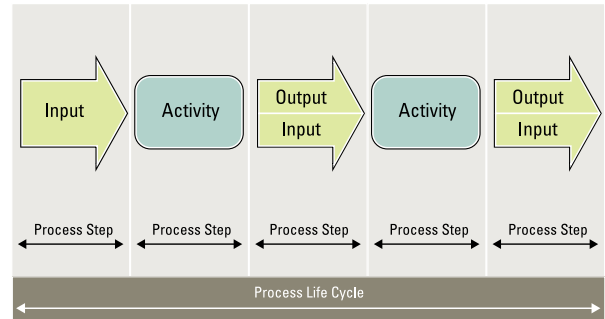 Input
Activity
Output
Input
Activity
Output
Input
Process Step
Process Step
Process Step
Process Step
Process Step
Process Life Cycle